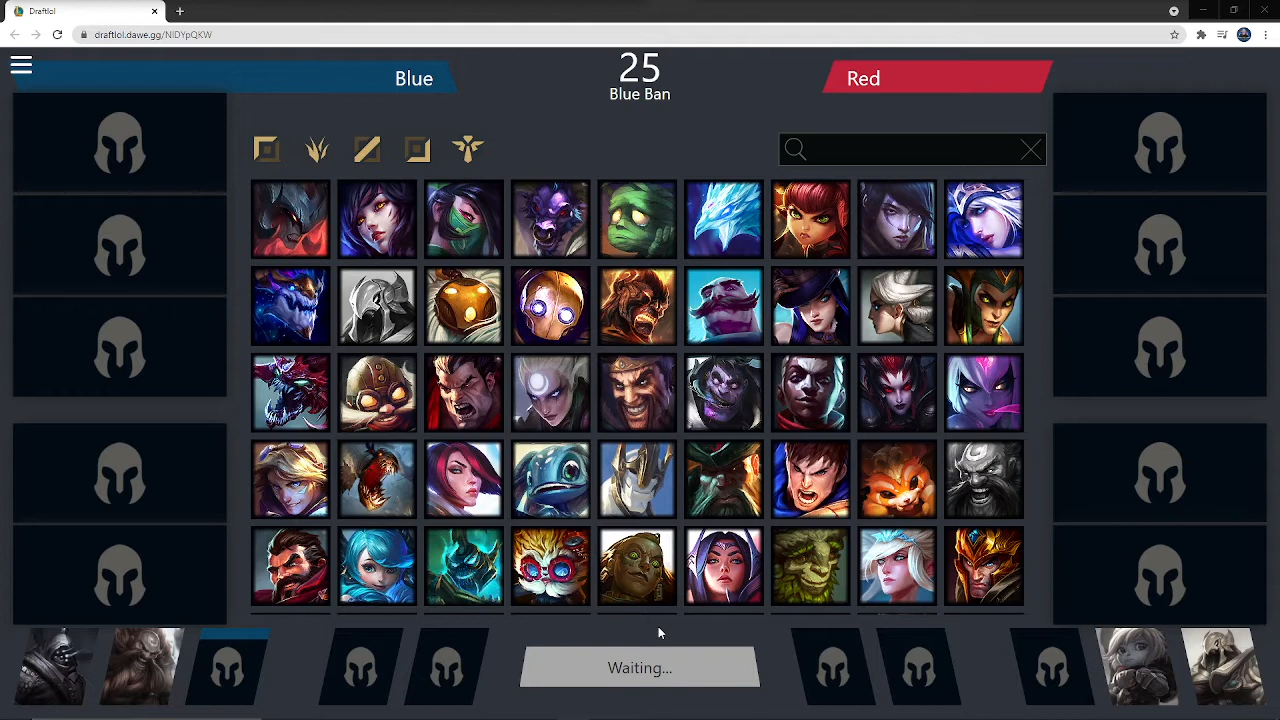 Draftlol
draftlol.dawe.gg/NIDYpQKW
Blue
25
Blue Ban
Red
Waiting...